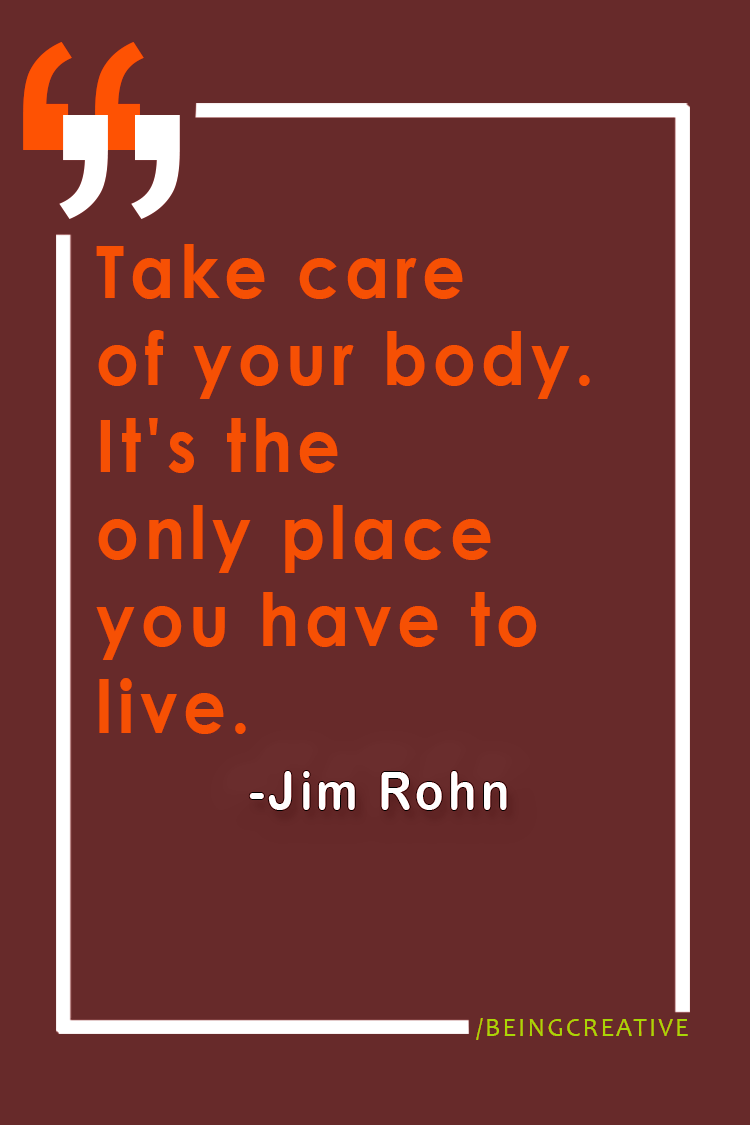 Take care
of your body.
It's the
only place
you have to
live.
-Jim Rohn
/BEINGCREATIVE